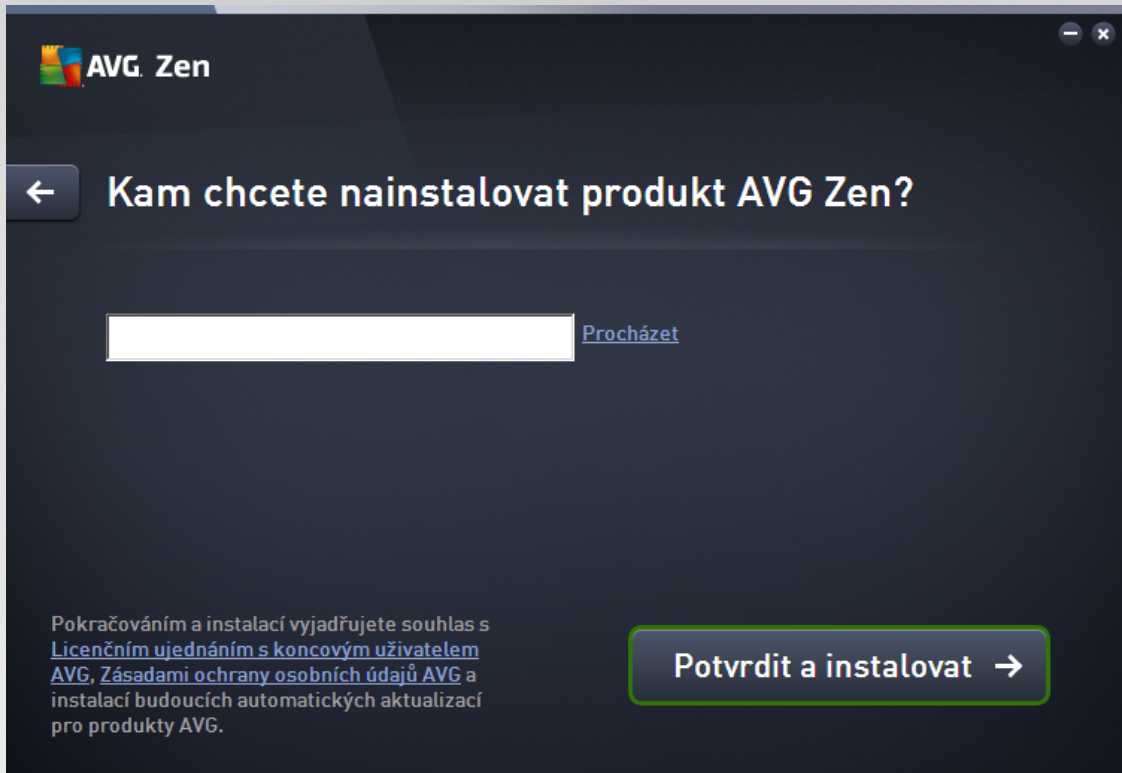 AVG. Zen
Kam chcete nainstalovat produkt AVG Zen?
Procházet
Pokračováním a instalací vyjadřujete souhlas s
Licenčním ujednáním s koncovým uživatelem
AVG, Zásadami ochrany osobních údajů AVG a
instalací budoucích automatických aktualizací
pro produkty AVG.
Potvrdit a instalovat →